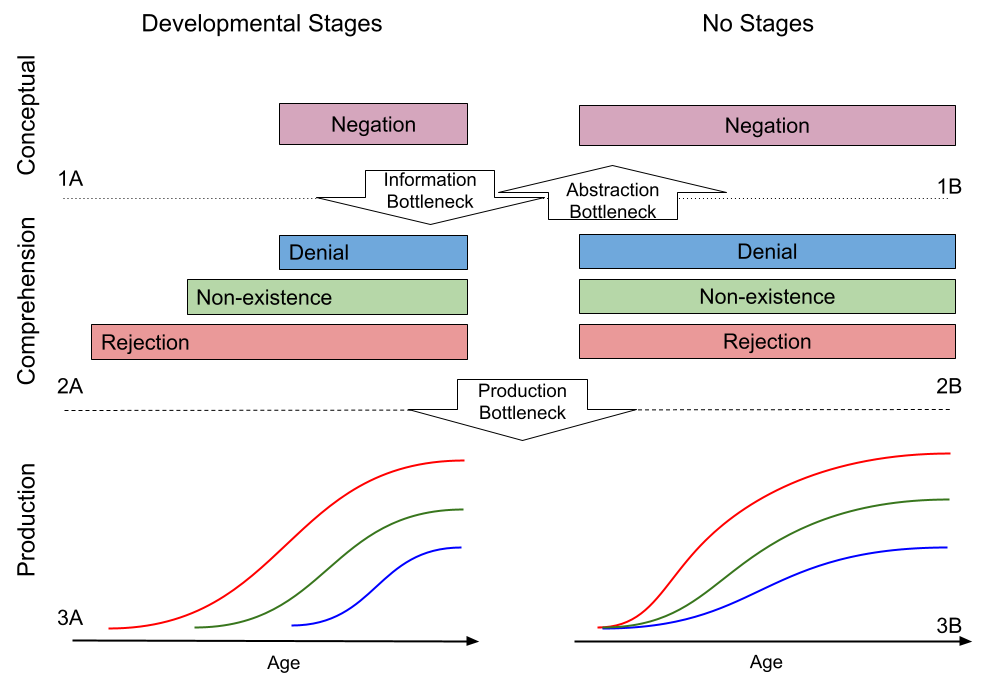 Developmental Stages
No Stages
Conceptual
Negation
Negation
1A
Information
Bottleneck
Abstraction
Bottleneck
1B
Comprehension
Denial
Denial
Non-existence
Non-existence
Rejection
Rejection
2A
Production
Bottleneck
2B
Production
3A
3B
Age
Age